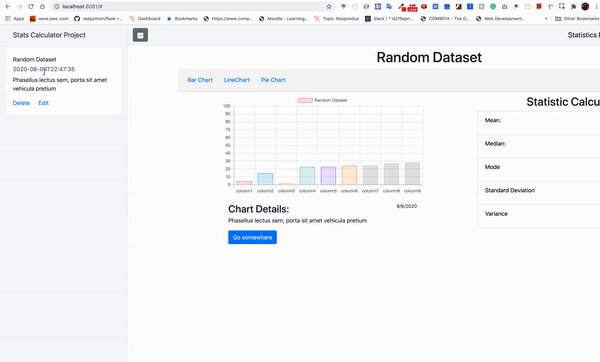 localhost:8081/#
Apps
www.pwc.com
realpython/flask-r...
Dashboard
Bookmarks
https://www.comp...
Moodle – Learning...
Topic: Respondus
Slack | * is219xprl...
COM901A | The O...
Web Development...
Other Bookmarks
Stats Calculator Project
Statistics
Random Dataset
2020-08-06T22:47:35
Phasellus lectus sem, porta sit amet
vehicula pretium
Delete Edit
Random Dataset
Bar Chart LineChart Pie Chart
Random Dataset
100
90
80
70
60
50
40
30
20
10
0
column1 column2 column3 column4 column5 column6 column7 column8 column9
Chart Details:
8/6/2020
Phasellus lectus sem, porta sit amet vehicula pretium
Go somewhere
Statistic Calcu
Mean:
Median:
Mode
Standard Deviation
Variance